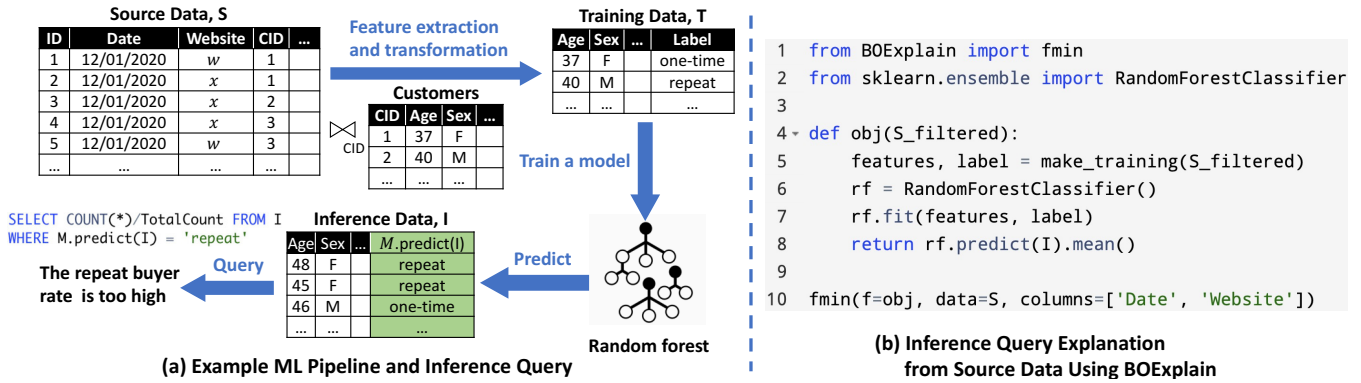 Source Data, S
ID Date Website CID ...
1 12/01/2020 w 1
2 12/01/2020 x 1
3 12/01/2020 x 2
4 12/01/2020 x 3
5 12/01/2020 w 3
... ... ... ...
Feature extraction
and transformation
Customers
⋈
CID
CID Age Sex ...
1 37 F
2 40 M
... ... ...
Training Data, T
Age Sex ... Label
37 F one-time
40 M repeat
... ... ...
Train a model
Random forest
Predict
Inference Data, I
Age Sex ... M.predict(I)
48 F repeat
45 F repeat
46 M one-time
... ... ...
Query
SELECT COUNT(*)/TotalCount FROM I
WHERE M.predict(I) = 'repeat'
The repeat buyer
rate is too high
(a) Example ML Pipeline and Inference Query
1 from BOExplain import fmin
2 from sklearn.ensemble import RandomForestClassifier
3
4 def obj(S_filtered):
5 features, label = make_training(S_filtered)
6 rf = RandomForestClassifier()
7 rf.fit(features, label)
8 return rf.predict(I).mean()
9
10 fmin(f=obj, data=S, columns=['Date', 'Website'])
(b) Inference Query Explanation
from Source Data Using BOExplain